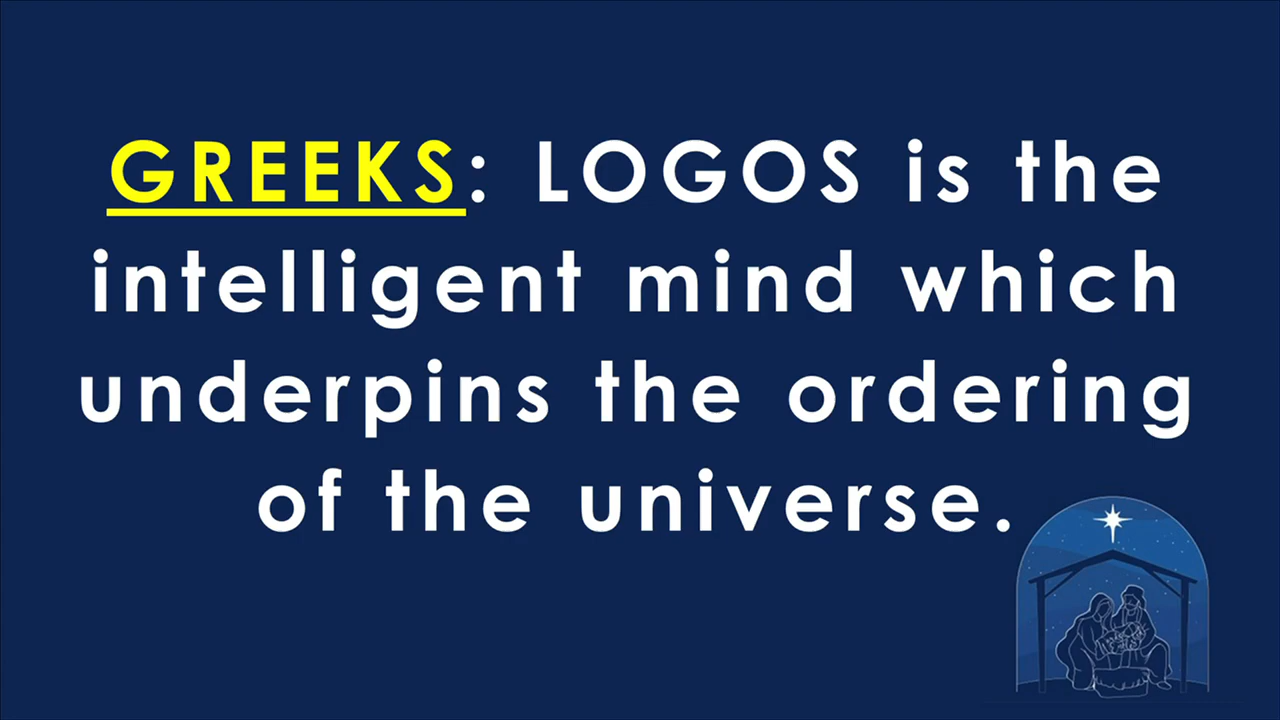 GREEKS: LOGOS is the
intelligent mind which
underpins the ordering
of the universe.